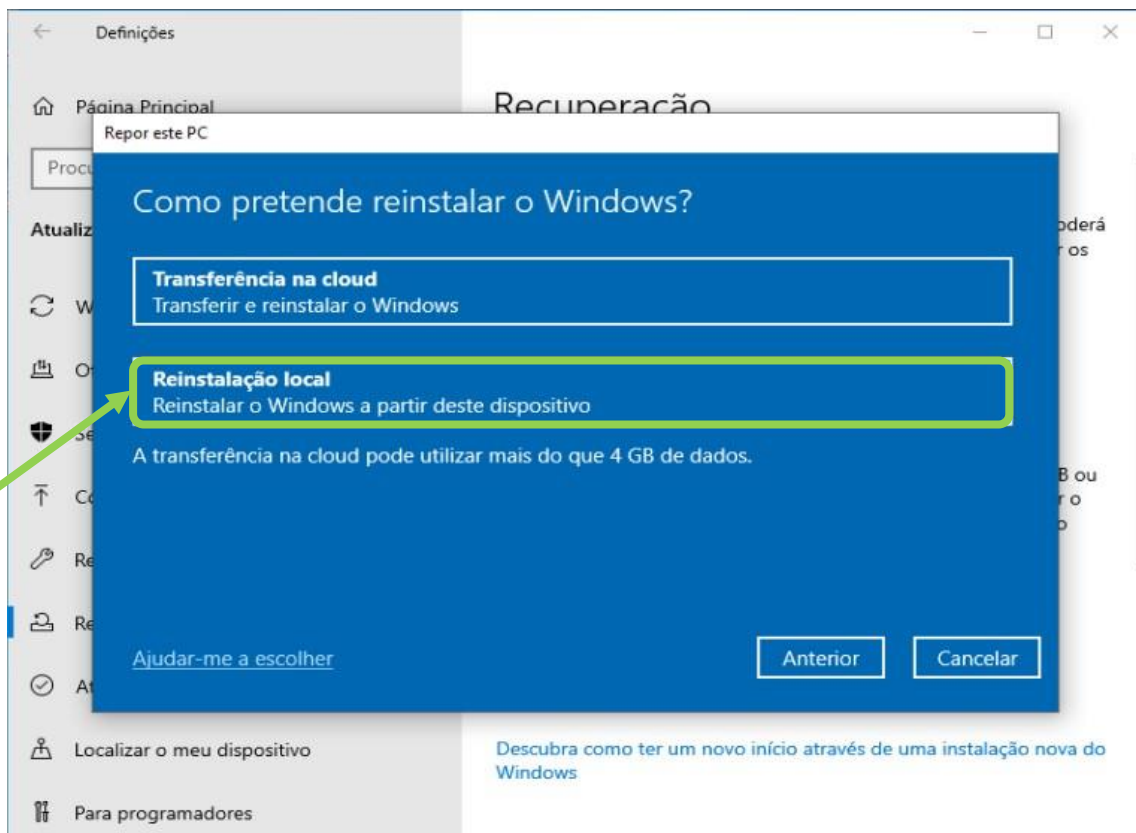 Definições
Página Principal
Recuperação
Repor este PC
Como pretende reinstalar o Windows?
Transferência na cloud
Transferir e reinstalar o Windows
Reinstalação local
Reinstalar o Windows a partir deste dispositivo
A transferência na cloud pode utilizar mais do que 4 GB de dados.
Ajudar-me a escolher
Anterior
Cancelar
Localizar o meu dispositivo
Descubra como ter um novo início através de uma instalação nova do
Windows
Para programadores